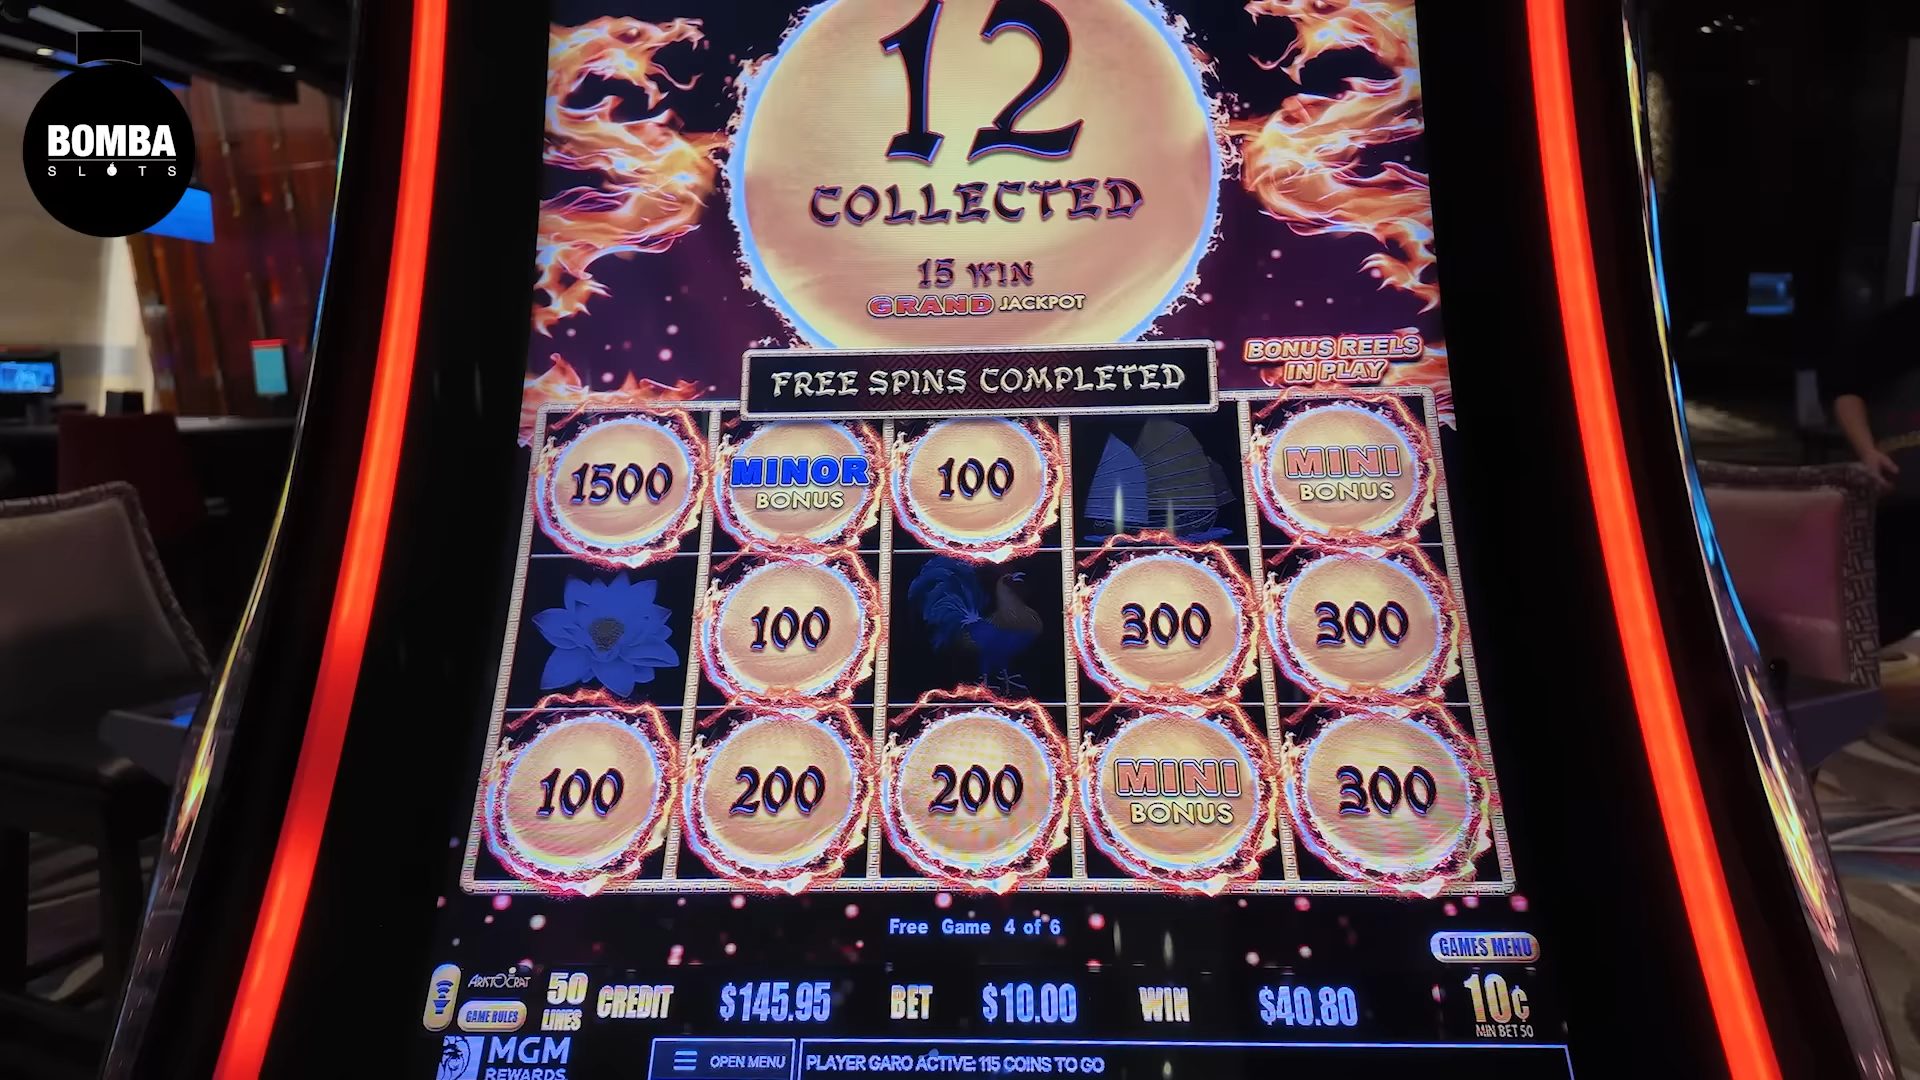 BOMBA
SLOTS
12
COLLECTED
15 WIN
GRAND JACKPOT
BONUS REELS
IN PLAY
FREE SPINS COMPLETED
1500
MINOR
BONUS
100
MINI
BONUS
100
300
300
100
200
200
MINI
BONUS
300
Free Game 4 of 6
GAMES MENU
ARISTOCRAT
GAME RULES
50
LINES
CREDIT
$145.95
BET
$10.00
WIN
$40.80
10¢
MIN BET 50
MGM
REWARDS
OPEN MENU
PLAYER GARO ACTIVE: 115 COINS TO GO